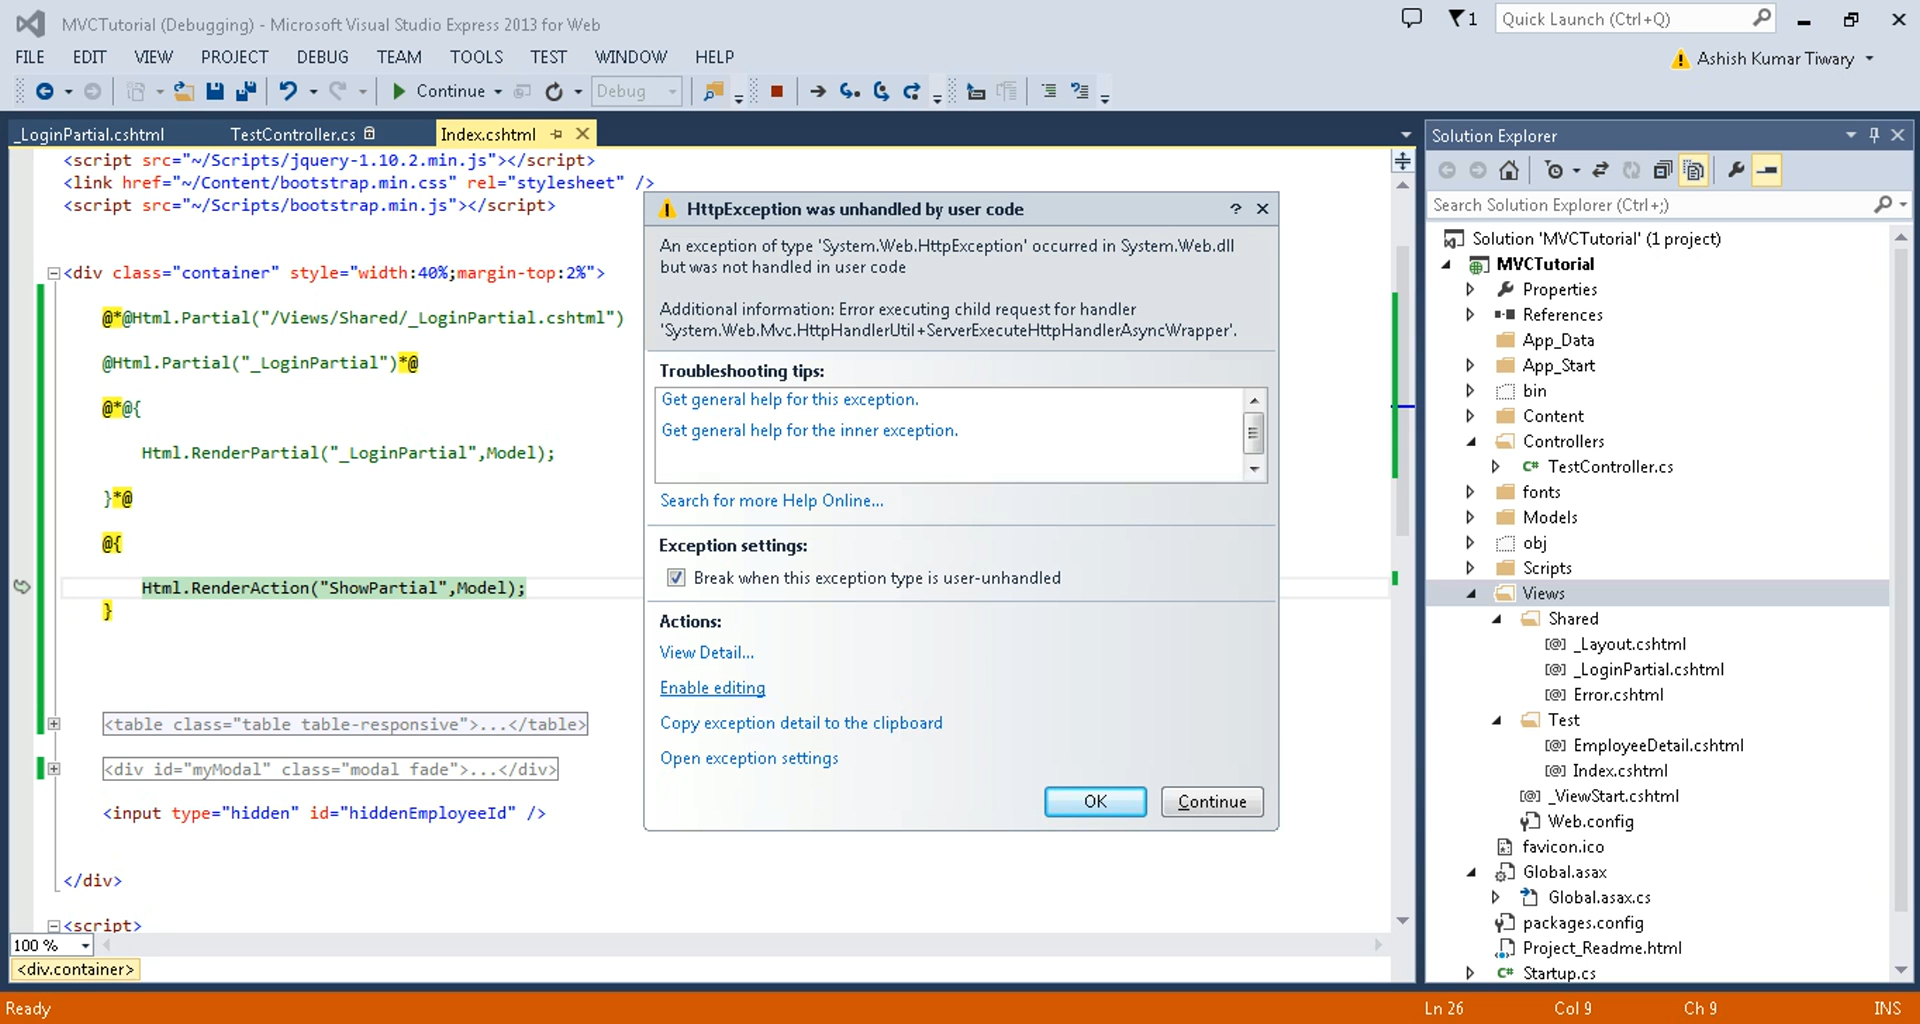 MVCTutorial (Debugging) - Microsoft Visual Studio Express 2013 for Web
1
Quick Launch (Ctrl+Q)
FILE EDIT VIEW PROJECT DEBUG TEAM TOOLS TEST WINDOW HELP
Ashish Kumar Tiwary
Continue Debug
_LoginPartial.cshtml TestController.cs Index.cshtml
<script src="~/Scripts/jquery-1.10.2.min.js"></script>
<link href="~/Content/bootstrap.min.css" rel="stylesheet" />
<script src="~/Scripts/bootstrap.min.js"></script>
<div class="container" style="width:40%;margin-top:2%">
@*@Html.Partial("/Views/Shared/_LoginPartial.cshtml")
@Html.Partial("_LoginPartial")*@
@*@{
Html.RenderPartial("_LoginPartial",Model);
}*@
@{
Html.RenderAction("ShowPartial",Model);
}
<table class="table table-responsive">...</table>
<div id="myModal" class="modal fade">...</div>
<input type="hidden" id="hiddenEmployeeId" />
</div>
<script>
100 %
<div.container>
HttpException was unhandled by user code
?
An exception of type 'System.Web.HttpException' occurred in System.Web.dll
but was not handled in user code
Additional information: Error executing child request for handler
'System.Web.Mvc.HttpHandlerUtil+ServerExecuteHttpHandlerAsyncWrapper'.
Troubleshooting tips:
Get general help for this exception.
Get general help for the inner exception.
Search for more Help Online...
Exception settings:
Break when this exception type is user-unhandled
Actions:
View Detail...
Enable editing
Copy exception detail to the clipboard
Open exception settings
OK
Continue
Solution Explorer
Search Solution Explorer (Ctrl+;)
Solution 'MVCTutorial' (1 project)
MVCTutorial
Properties
References
App_Data
App_Start
bin
Content
Controllers
C# TestController.cs
fonts
Models
obj
Scripts
Views
Shared
[@] _Layout.cshtml
[@] _LoginPartial.cshtml
[@] Error.cshtml
Test
[@] EmployeeDetail.cshtml
[@] Index.cshtml
[@] _ViewStart.cshtml
Web.config
favicon.ico
Global.asax
Global.asax.cs
packages.config
Project_Readme.html
C# Startup.cs
Ready
Ln 26
Col 9
Ch 9
INS